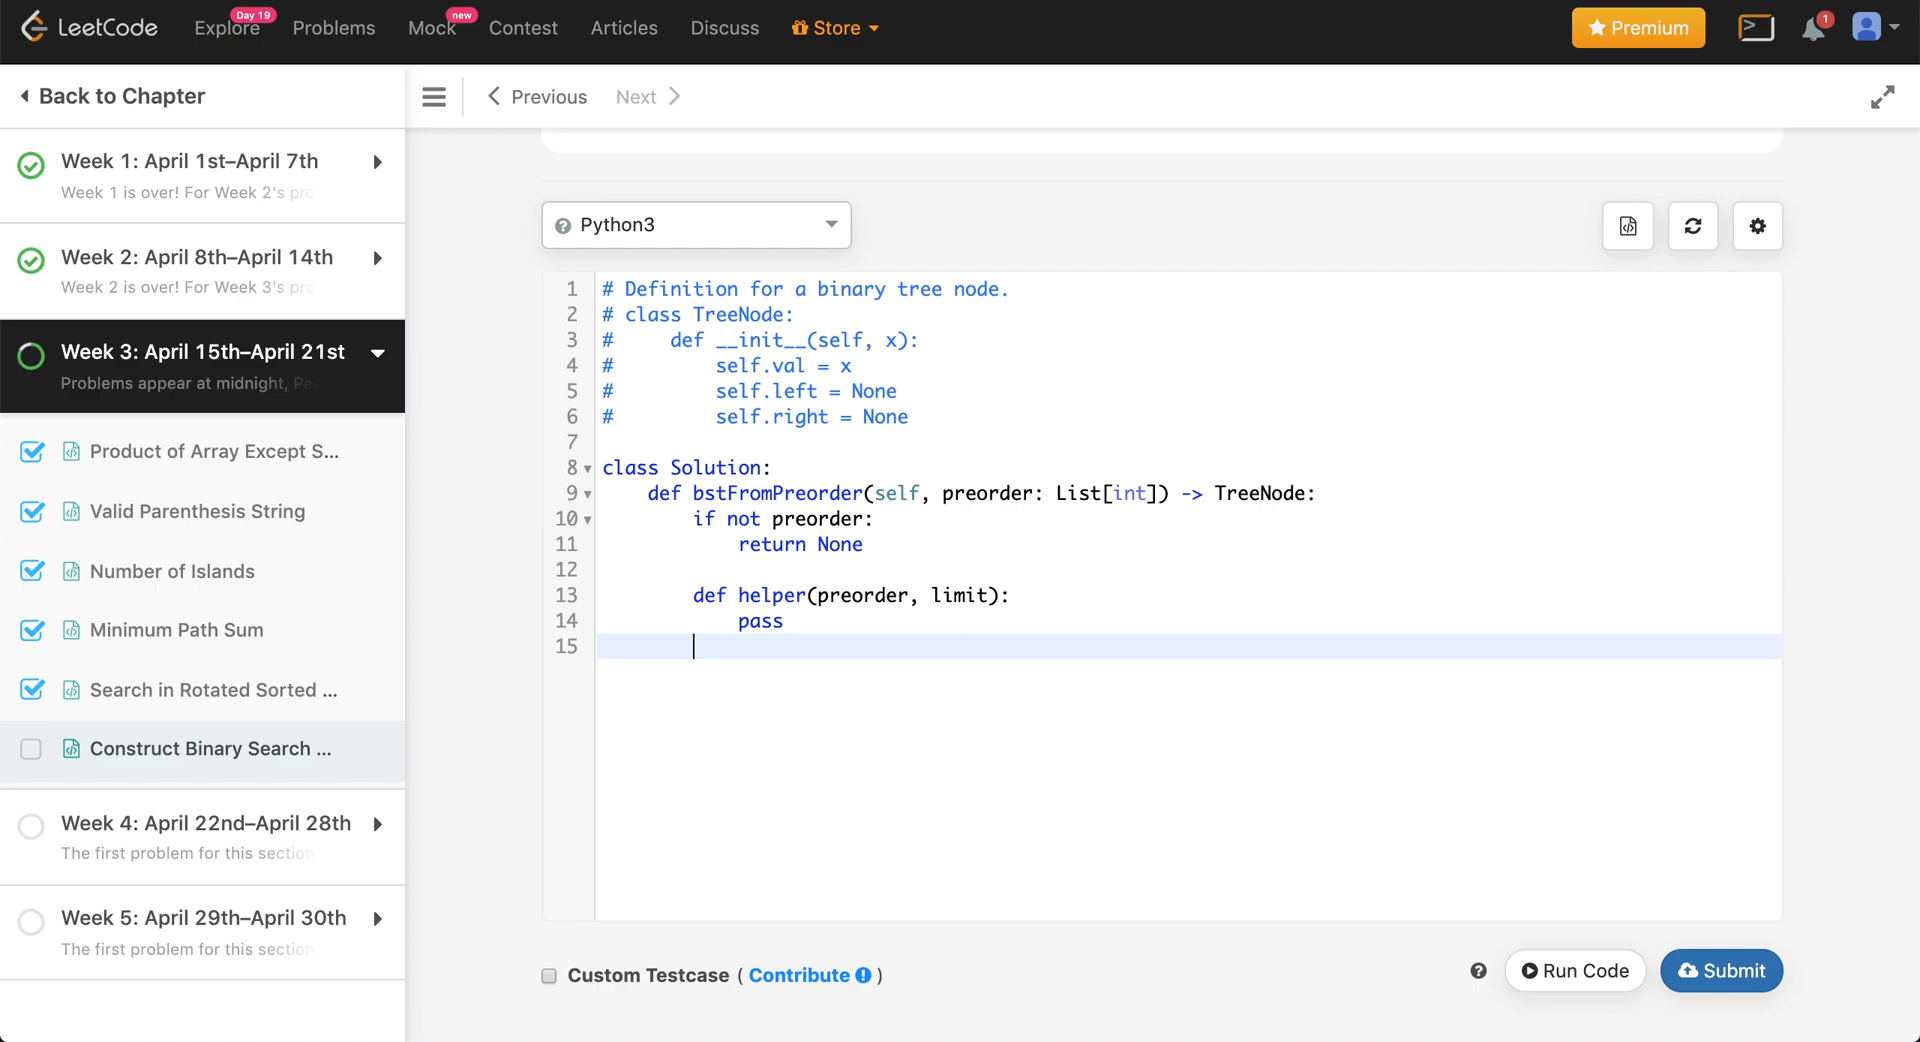 LeetCode
Explore
Day 19
Problems
Mock
new
Contest
Articles
Discuss
Store
Premium
1
Back to Chapter
Previous
Next
Week 1: April 1st–April 7th
Week 1 is over! For Week 2's pro
Week 2: April 8th–April 14th
Week 2 is over! For Week 3's pro
Week 3: April 15th–April 21st
Problems appear at midnight, Pa
Product of Array Except S...
Valid Parenthesis String
Number of Islands
Minimum Path Sum
Search in Rotated Sorted ...
Construct Binary Search ...
Week 4: April 22nd–April 28th
The first problem for this section
Week 5: April 29th–April 30th
The first problem for this section
Python3
1 # Definition for a binary tree node.
2 # class TreeNode:
3 #     def __init__(self, x):
4 #         self.val = x
5 #         self.left = None
6 #         self.right = None
7
8 class Solution:
9     def bstFromPreorder(self, preorder: List[int]) -> TreeNode:
10         if not preorder:
11             return None
12
13         def helper(preorder, limit):
14             pass
15
Custom Testcase ( Contribute )
Run Code
Submit